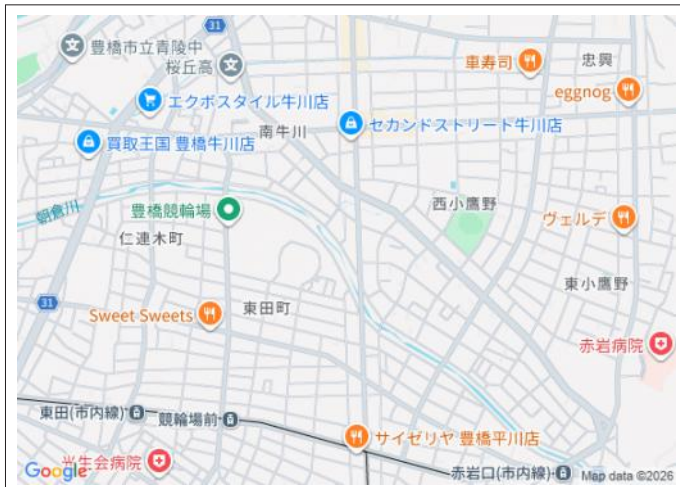 31
豊橋市立青陵中
桜丘高
車寿司
忠興
eggnog
エクボスタイル牛川店
南牛川
セカンドストリート牛川店
買取王国 豊橋牛川店
朝倉川
豊橋競輪場
西小鷹野
ヴェルデ
仁連木町
東小鷹野
31
Sweet Sweets
東田町
赤岩病院
東田(市内線)
競輪場前
サイゼリヤ 豊橋平川店
光生会病院
赤岩口(市内線)
Google
Map data ©2026